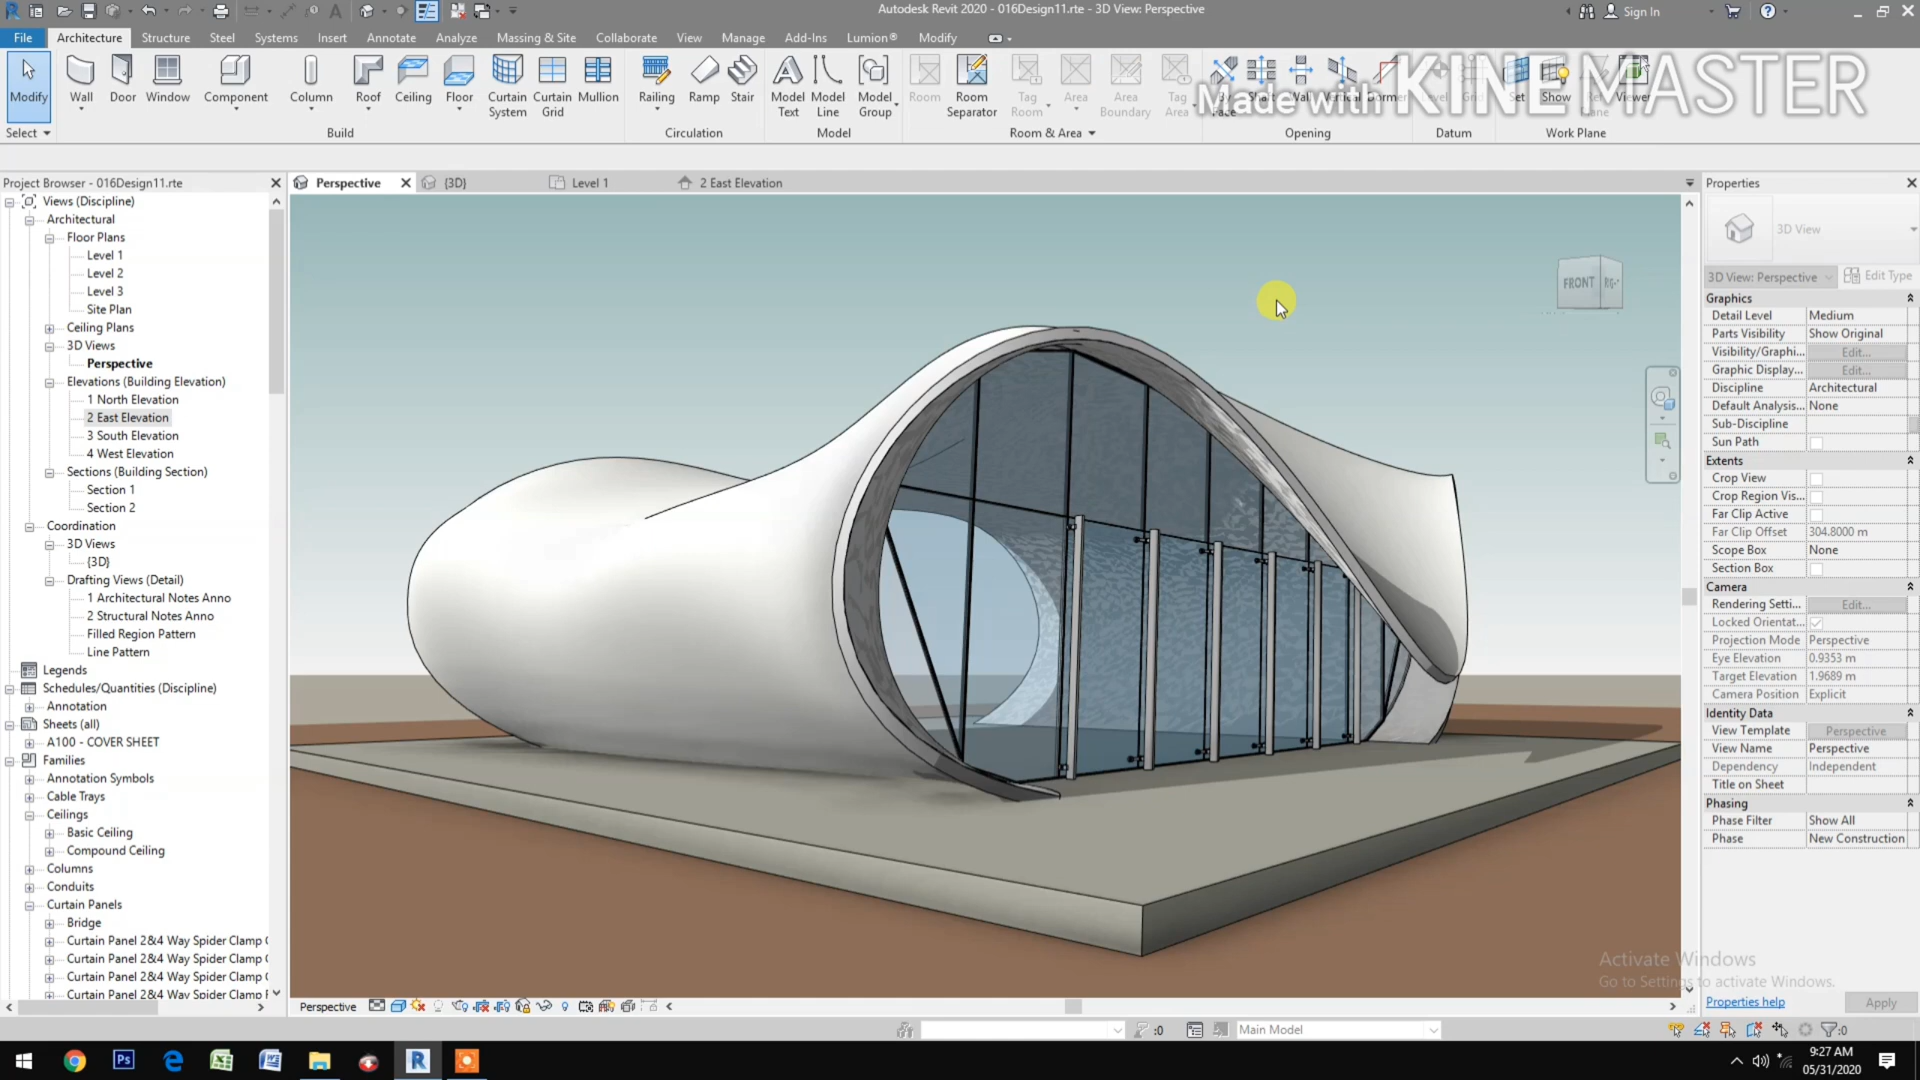 Autodesk Revit 2020 - 016Design11.rte - 3D View: Perspective
Sign In
File Architecture Structure Steel Systems Insert Annotate Analyze Massing & Site Collaborate View Manage Add-Ins Lumion® Modify
Modify Wall Door Window Component Column Roof Ceiling Floor Curtain System Curtain Grid Mullion Railing Ramp Stair Model Text Model Line Model Group Room Room Separator Tag Room Area Area Boundary Tag Area Shaft Wall Vertical Dormer Level Grid Set Show Viewer
Made with KINEMASTER
Select Build Circulation Model Room & Area Opening Datum Work Plane
Project Browser - 016Design11.rte
Perspective {3D} Level 1 2 East Elevation
Views (Discipline)
Architectural
Floor Plans
Level 1
Level 2
Level 3
Site Plan
Ceiling Plans
3D Views
Perspective
Elevations (Building Elevation)
1 North Elevation
2 East Elevation
3 South Elevation
4 West Elevation
Sections (Building Section)
Section 1
Section 2
Coordination
3D Views
{3D}
Drafting Views (Detail)
1 Architectural Notes Anno
2 Structural Notes Anno
Filled Region Pattern
Line Pattern
Legends
Schedules/Quantities (Discipline)
Annotation
Sheets (all)
A100 - COVER SHEET
Families
Annotation Symbols
Cable Trays
Ceilings
Basic Ceiling
Compound Ceiling
Columns
Conduits
Curtain Panels
Bridge
Curtain Panel 2&4 Way Spider Clamp
Curtain Panel 2&4 Way Spider Clamp
Curtain Panel 2&4 Way Spider Clamp
Curtain Panel 2&4 Way Spider Clamp
FRONT
Properties
3D View
3D View: Perspective Edit Type
Graphics
Detail Level Medium
Parts Visibility Show Original
Visibility/Graphi... Edit...
Graphic Display... Edit...
Discipline Architectural
Default Analysis... None
Sub-Discipline
Sun Path
Extents
Crop View
Crop Region Vis...
Far Clip Active
Far Clip Offset 304.8000 m
Scope Box None
Section Box
Camera
Rendering Setti... Edit...
Locked Orientat...
Projection Mode Perspective
Eye Elevation 0.9353 m
Target Elevation 1.9689 m
Camera Position Explicit
Identity Data
View Template Perspective
View Name Perspective
Dependency Independent
Title on Sheet
Phasing
Phase Filter Show All
Phase New Construction
Activate Windows
Go to Settings to activate Windows.
Properties help Apply
Perspective
:0 Main Model :0
9:27 AM
05/31/2020